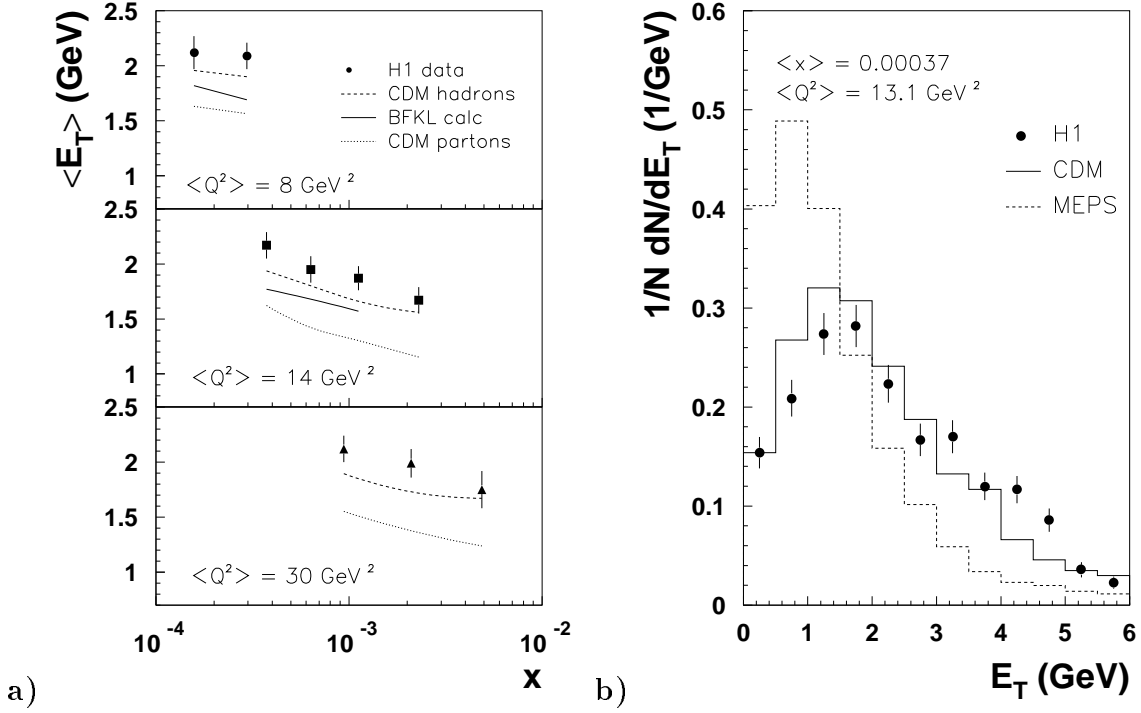 <E_T> (GeV)
2.5
2
1.5
1
H1 data
CDM hadrons
BFKL calc
CDM partons
<Q²> = 8 GeV²
2.5
2
1.5
1
<Q²> = 14 GeV²
2.5
2
1.5
1
<Q²> = 30 GeV²
10⁻⁴ 10⁻³ 10⁻²
x
a)
1/N dN/dE_T (1/GeV)
0.6
0.5
0.4
0.3
0.2
0.1
0
<x> = 0.00037
<Q²> = 13.1 GeV²
H1
CDM
MEPS
0 1 2 3 4 5 6
E_T (GeV)
b)